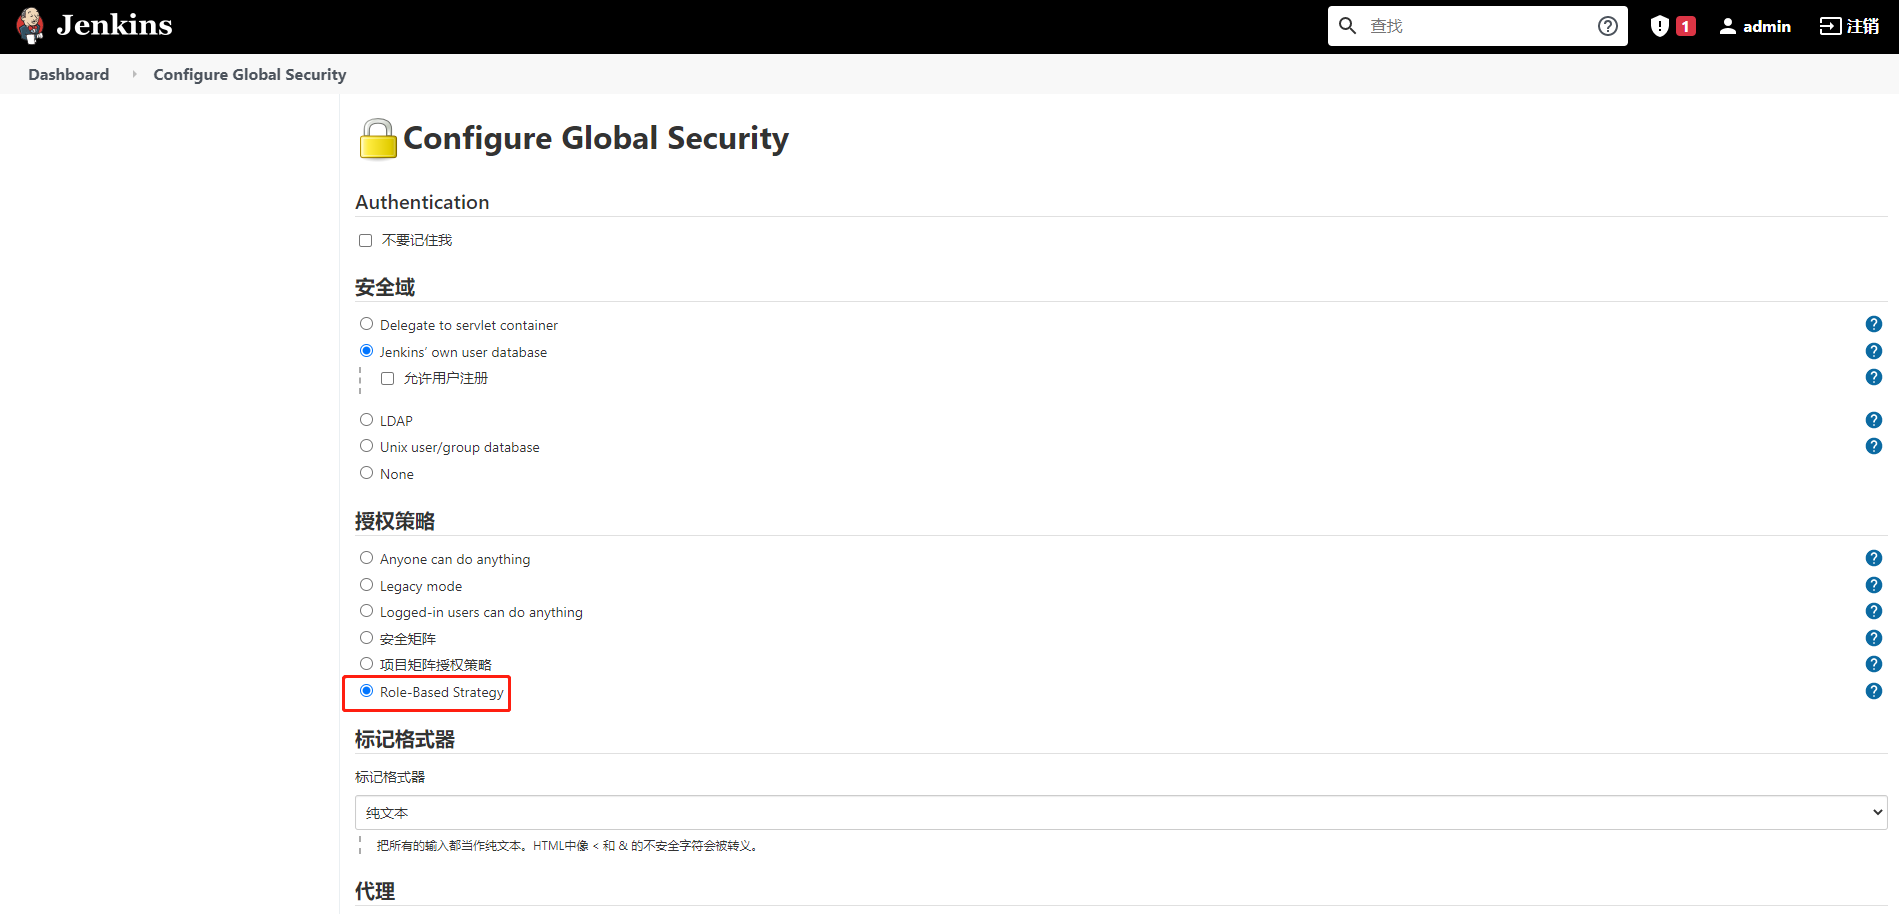 Jenkins
查找
1
admin
注销
Dashboard
Configure Global Security
Configure Global Security
Authentication
不要记住我
安全域
Delegate to servlet container
Jenkins’ own user database
允许用户注册
LDAP
Unix user/group database
None
授权策略
Anyone can do anything
Legacy mode
Logged-in users can do anything
安全矩阵
项目矩阵授权策略
Role-Based Strategy
标记格式器
标记格式器
纯文本
把所有的输入都当作纯文本。HTML中像 < 和 & 的不安全字符会被转义。
代理